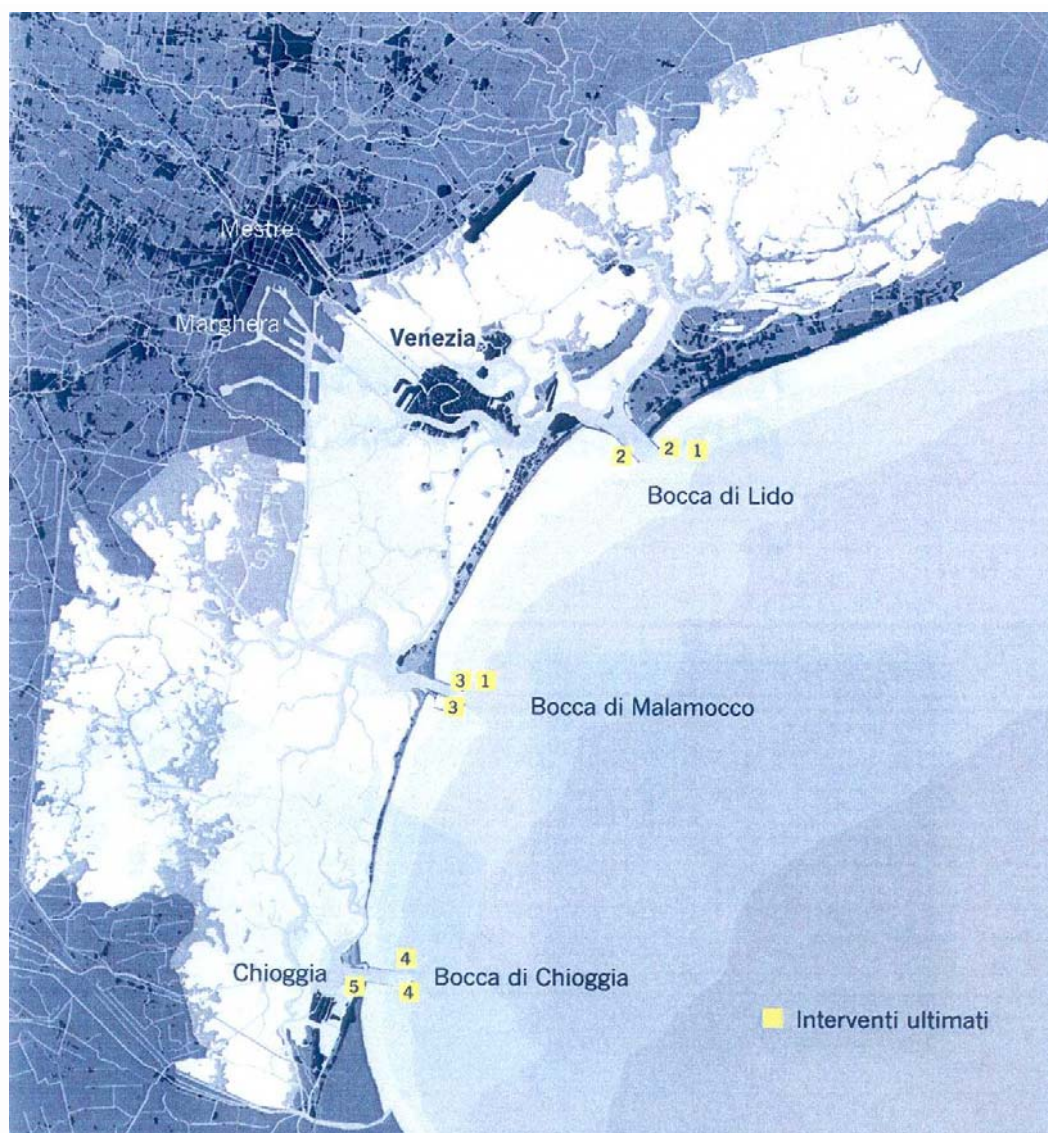 Mestre
Marghera
Venezia
2
2 1
Bocca di Lido
3 1
3
Bocca di Malamocco
4
Chioggia
5
4
Bocca di Chioggia
Interventi ultimati